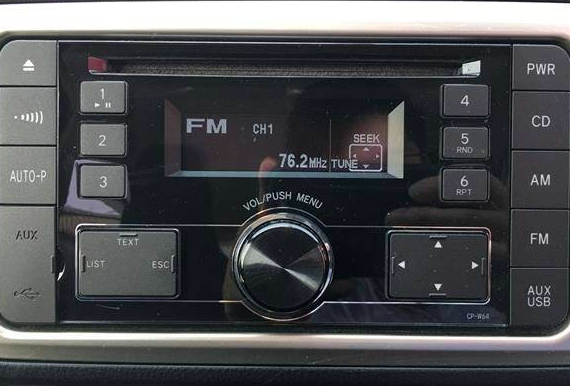 PWR
1
4
FM CH1
CD
2
SEEK
5
RND
76.2MHz TUNE
AUTO-P
3
6
RPT
AM
VOL/PUSH MENU
AUX
TEXT
FM
LIST
ESC
AUX
USB
CP-W64